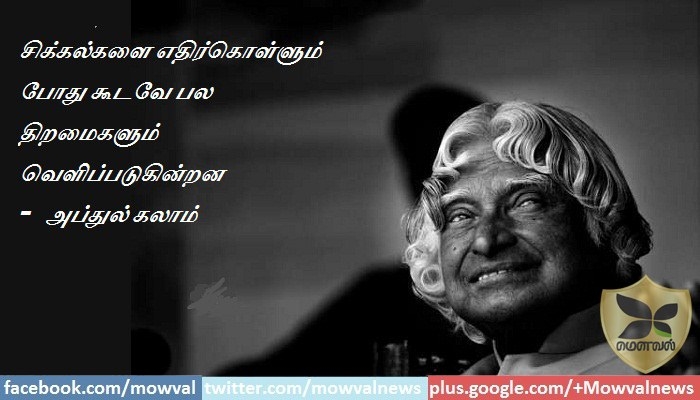 சிக்கல்களை எதிர்கொள்ளும்
போது கூடவே பல
திறமைகளும்
வெளிப்படுகின்றன
- அப்துல் கலாம்
மௌவல்
facebook.com/mowval twitter.com/mowvalnews plus.google.com/+Mowvalnews